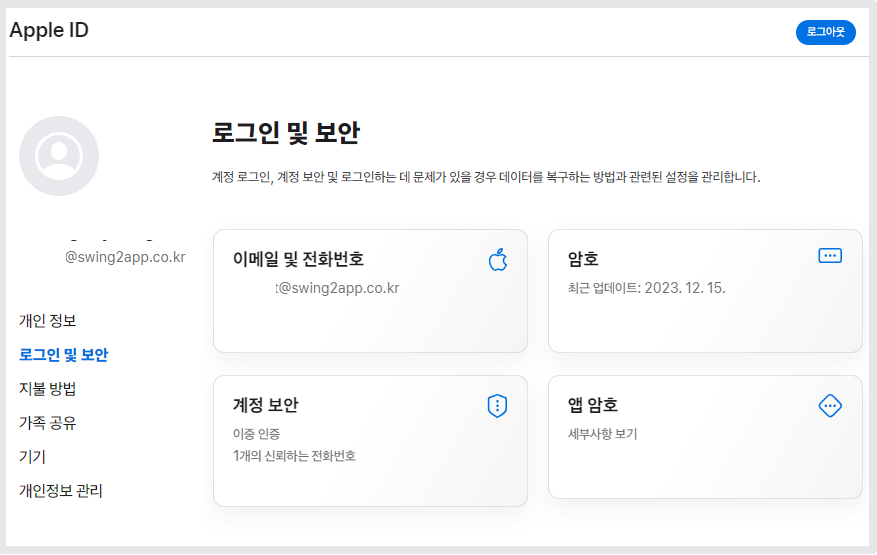 Apple ID
로그아웃
로그인 및 보안
계정 로그인, 계정 보안 및 로그인하는 데 문제가 있을 경우 데이터를 복구하는 방법과 관련된 설정을 관리합니다.
@swing2app.co.kr
개인 정보
로그인 및 보안
지불 방법
가족 공유
기기
개인정보 관리
이메일 및 전화번호
t@swing2app.co.kr
암호
최근 업데이트: 2023. 12. 15.
계정 보안
이중 인증
1개의 신뢰하는 전화번호
앱 암호
세부사항 보기